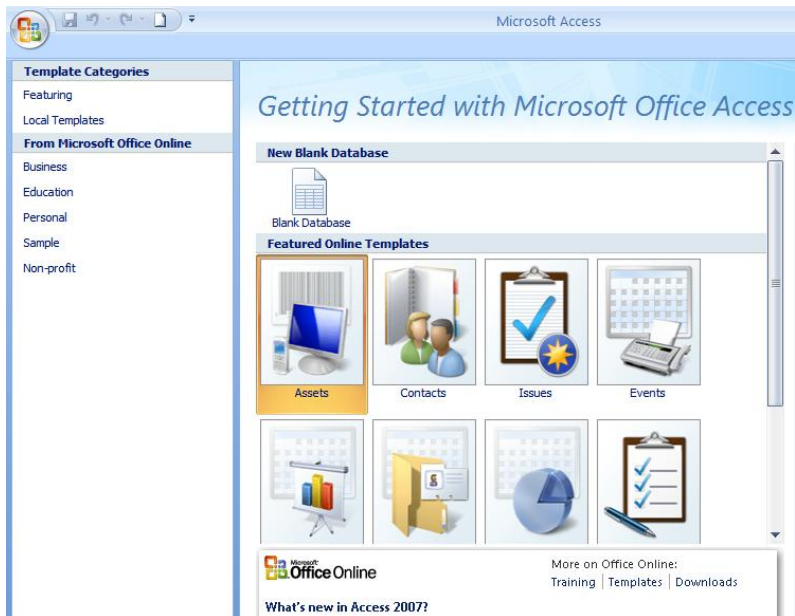 Microsoft Access
Template Categories
Featuring
Local Templates
From Microsoft Office Online
Business
Education
Personal
Sample
Non-profit
Getting Started with Microsoft Office Access
New Blank Database
Blank Database
Featured Online Templates
Assets
Contacts
Issues
Events
Microsoft
Office Online
More on Office Online:
Training | Templates | Downloads
What's new in Access 2007?